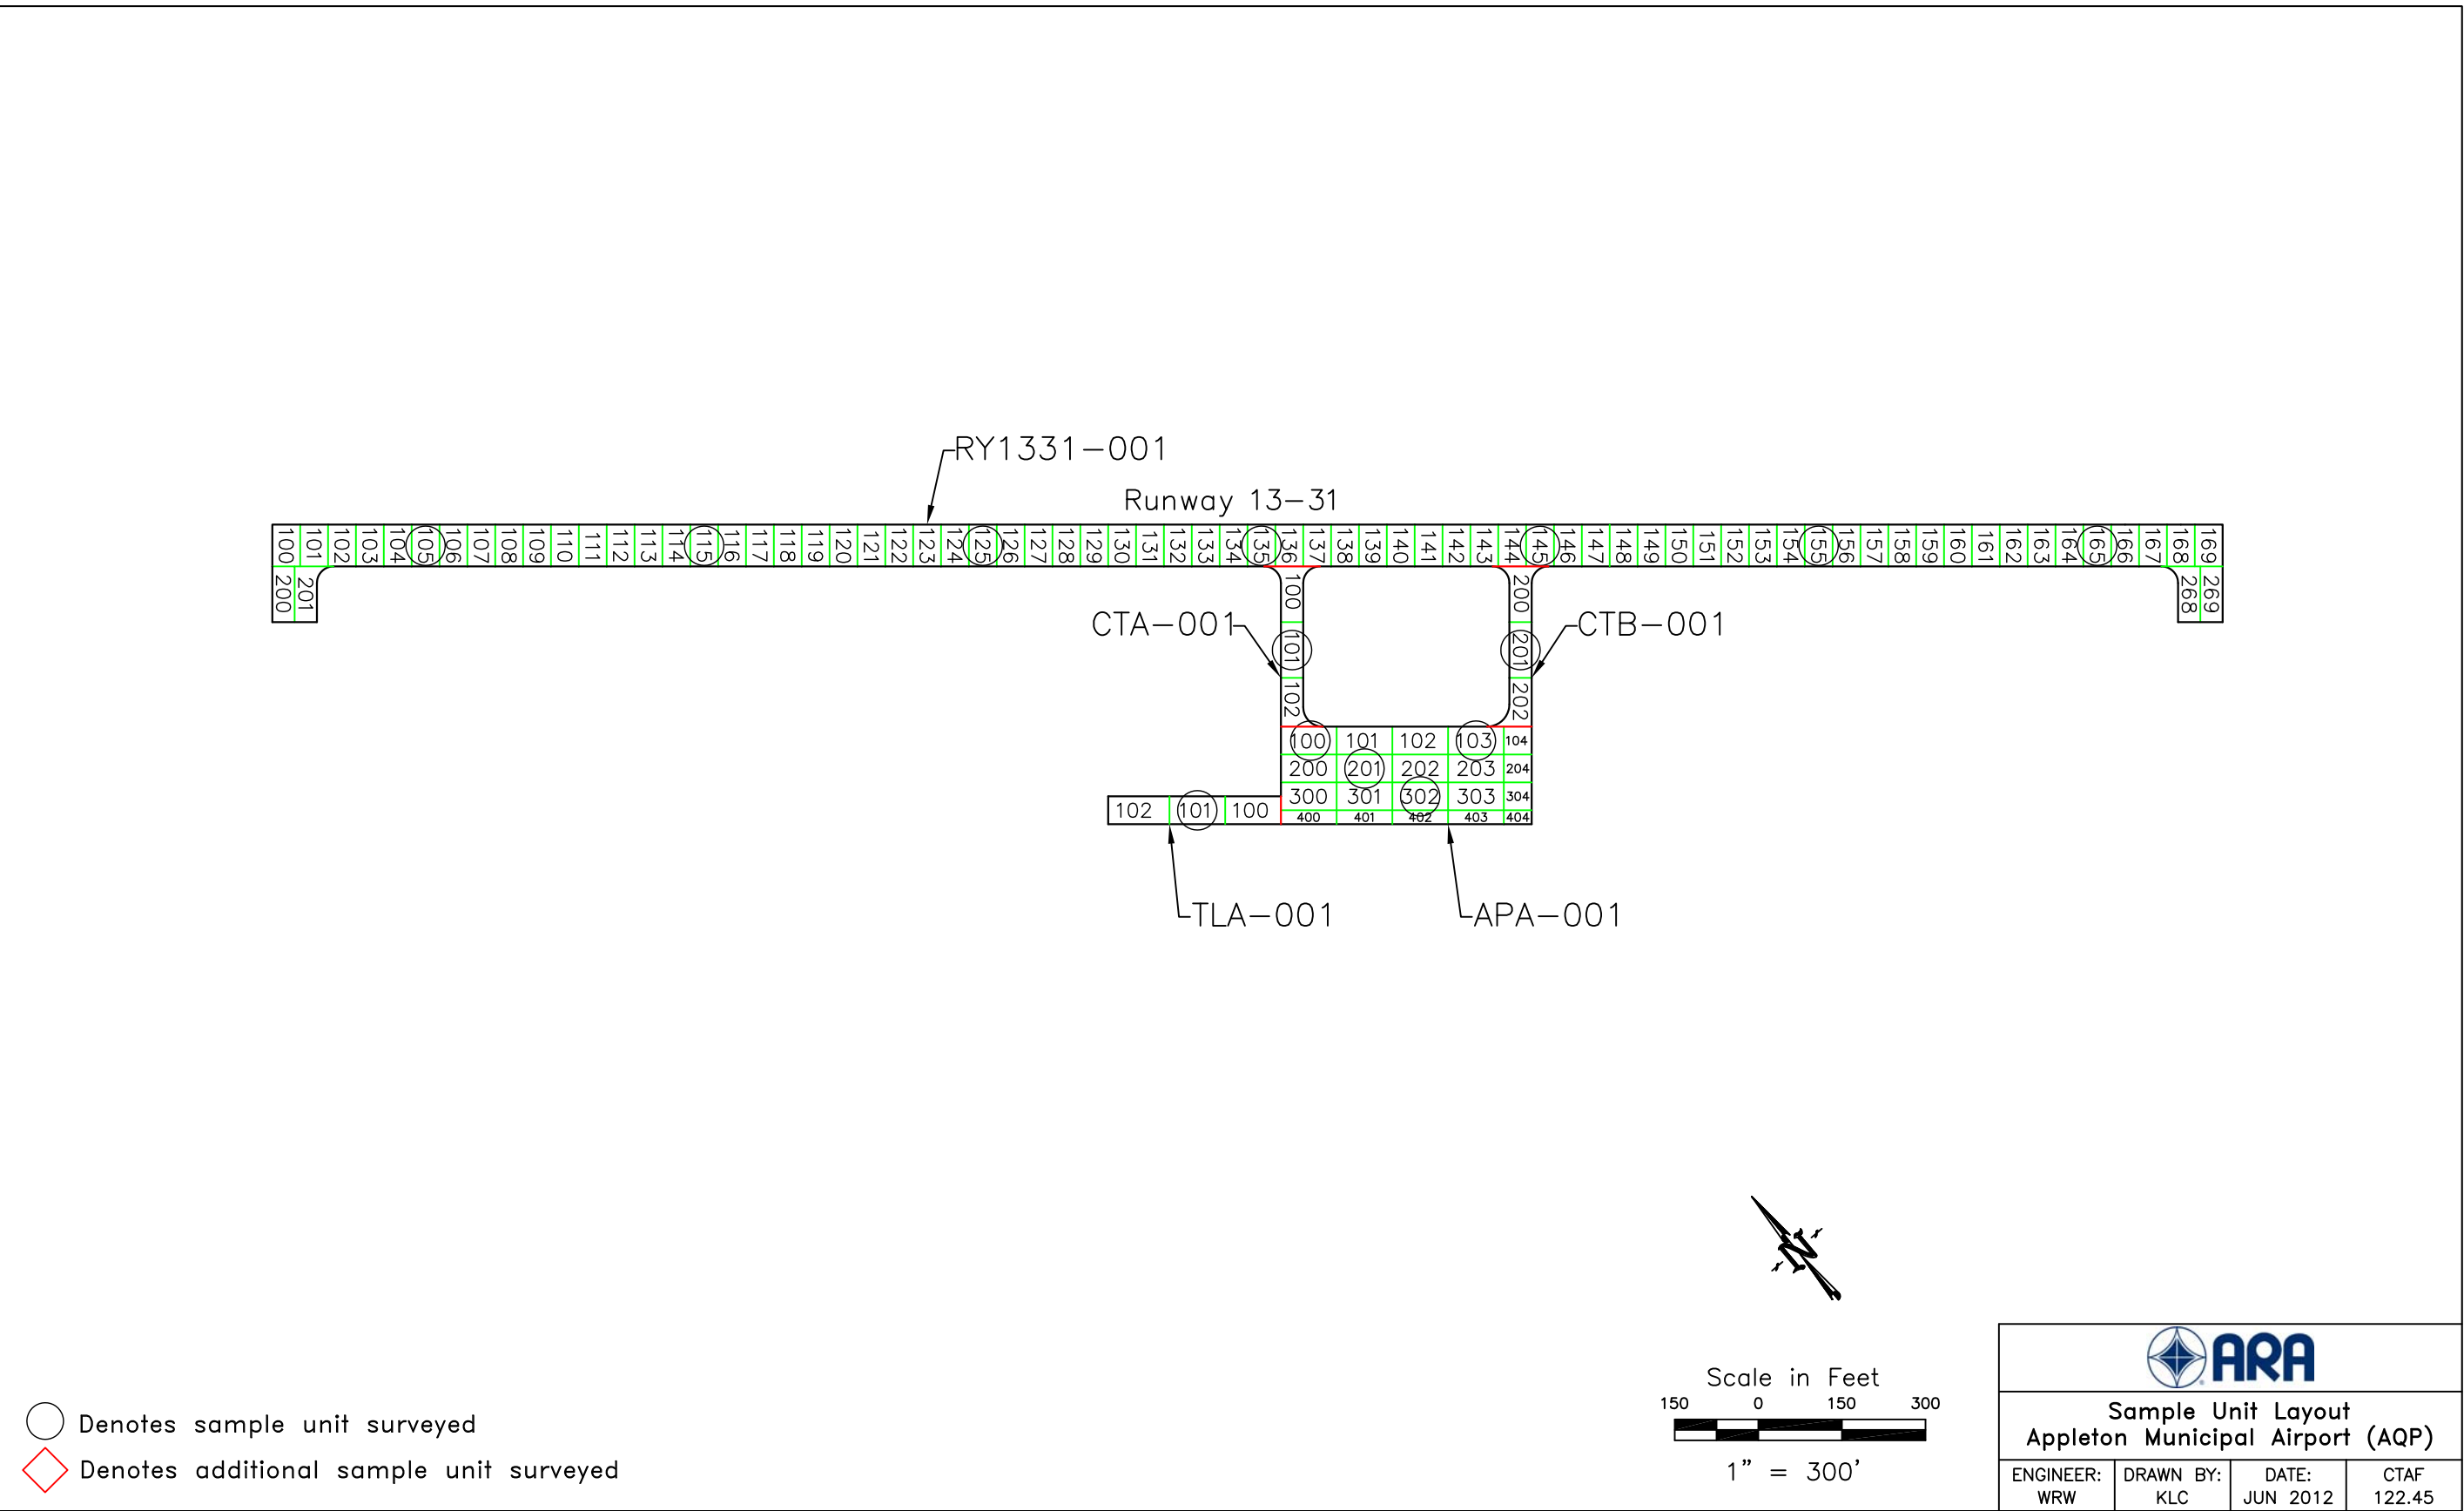 RY1331-001
Runway 13-31
100 101 102 103 104 105 106 107 108 109 110 111 112 113 114 115 116 117 118 119 120 121 122 123 124 125 126 127 128 129 130 131 132 133 134 135 136 137 138 139 140 141 142 143 144 145 146 147 148 149 150 151 152 153 154 155 156 157 158 159 160 161 162 163 164 165 166 167 168 169
200 201 100 200 268 269
CTA-001 CTB-001
101 201
102 202
100 101 102 103 104
200 201 202 203 204
300 301 302 303 304
102 101 100
400 401 402 403 404
TLA-001 APA-001
N
Scale in Feet
150 0 150 300
1" = 300'
Denotes sample unit surveyed
Denotes additional sample unit surveyed
ARA
Sample Unit Layout
Appleton Municipal Airport (AQP)
ENGINEER: DRAWN BY: DATE: CTAF
WRW KLC JUN 2012 122.45